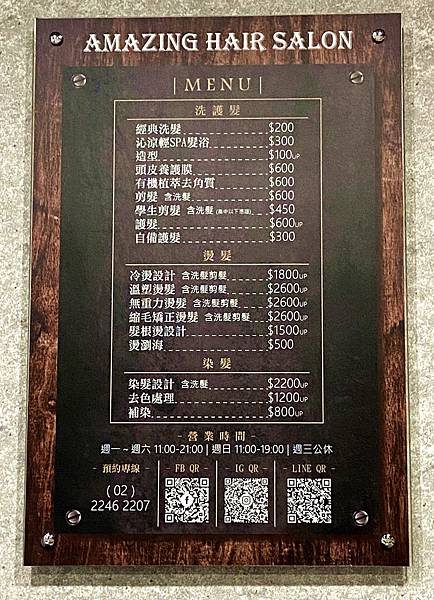 AMAZING HAIR SALON
| MENU |
洗護髮
經典洗髮 $200
沁涼輕SPA髮浴 $300
造型 $100UP
頭皮養護膜 $600
有機植萃去角質 $600
剪髮 含洗髮 $600
學生剪髮 含洗髮 (高中以下憑證) $450
護髮 $600UP
自備護髮 $300
燙髮
冷燙設計 含洗髮剪髮 $1800UP
溫塑燙髮 含洗髮剪髮 $2600UP
無重力燙髮 含洗髮剪髮 $2600UP
縮毛矯正燙髮 含洗髮剪髮 $2600UP
髮根燙設計 $1500UP
燙瀏海 $500
染髮
染髮設計 含洗髮 $2200UP
去色處理 $1200UP
補染 $800UP
- 營業時間 -
週一~週六 11:00-21:00 | 週日 11:00-19:00 | 週三公休
- 預約專線 - - FB QR - - IG QR - - LINE QR -
(02)
2246 2207